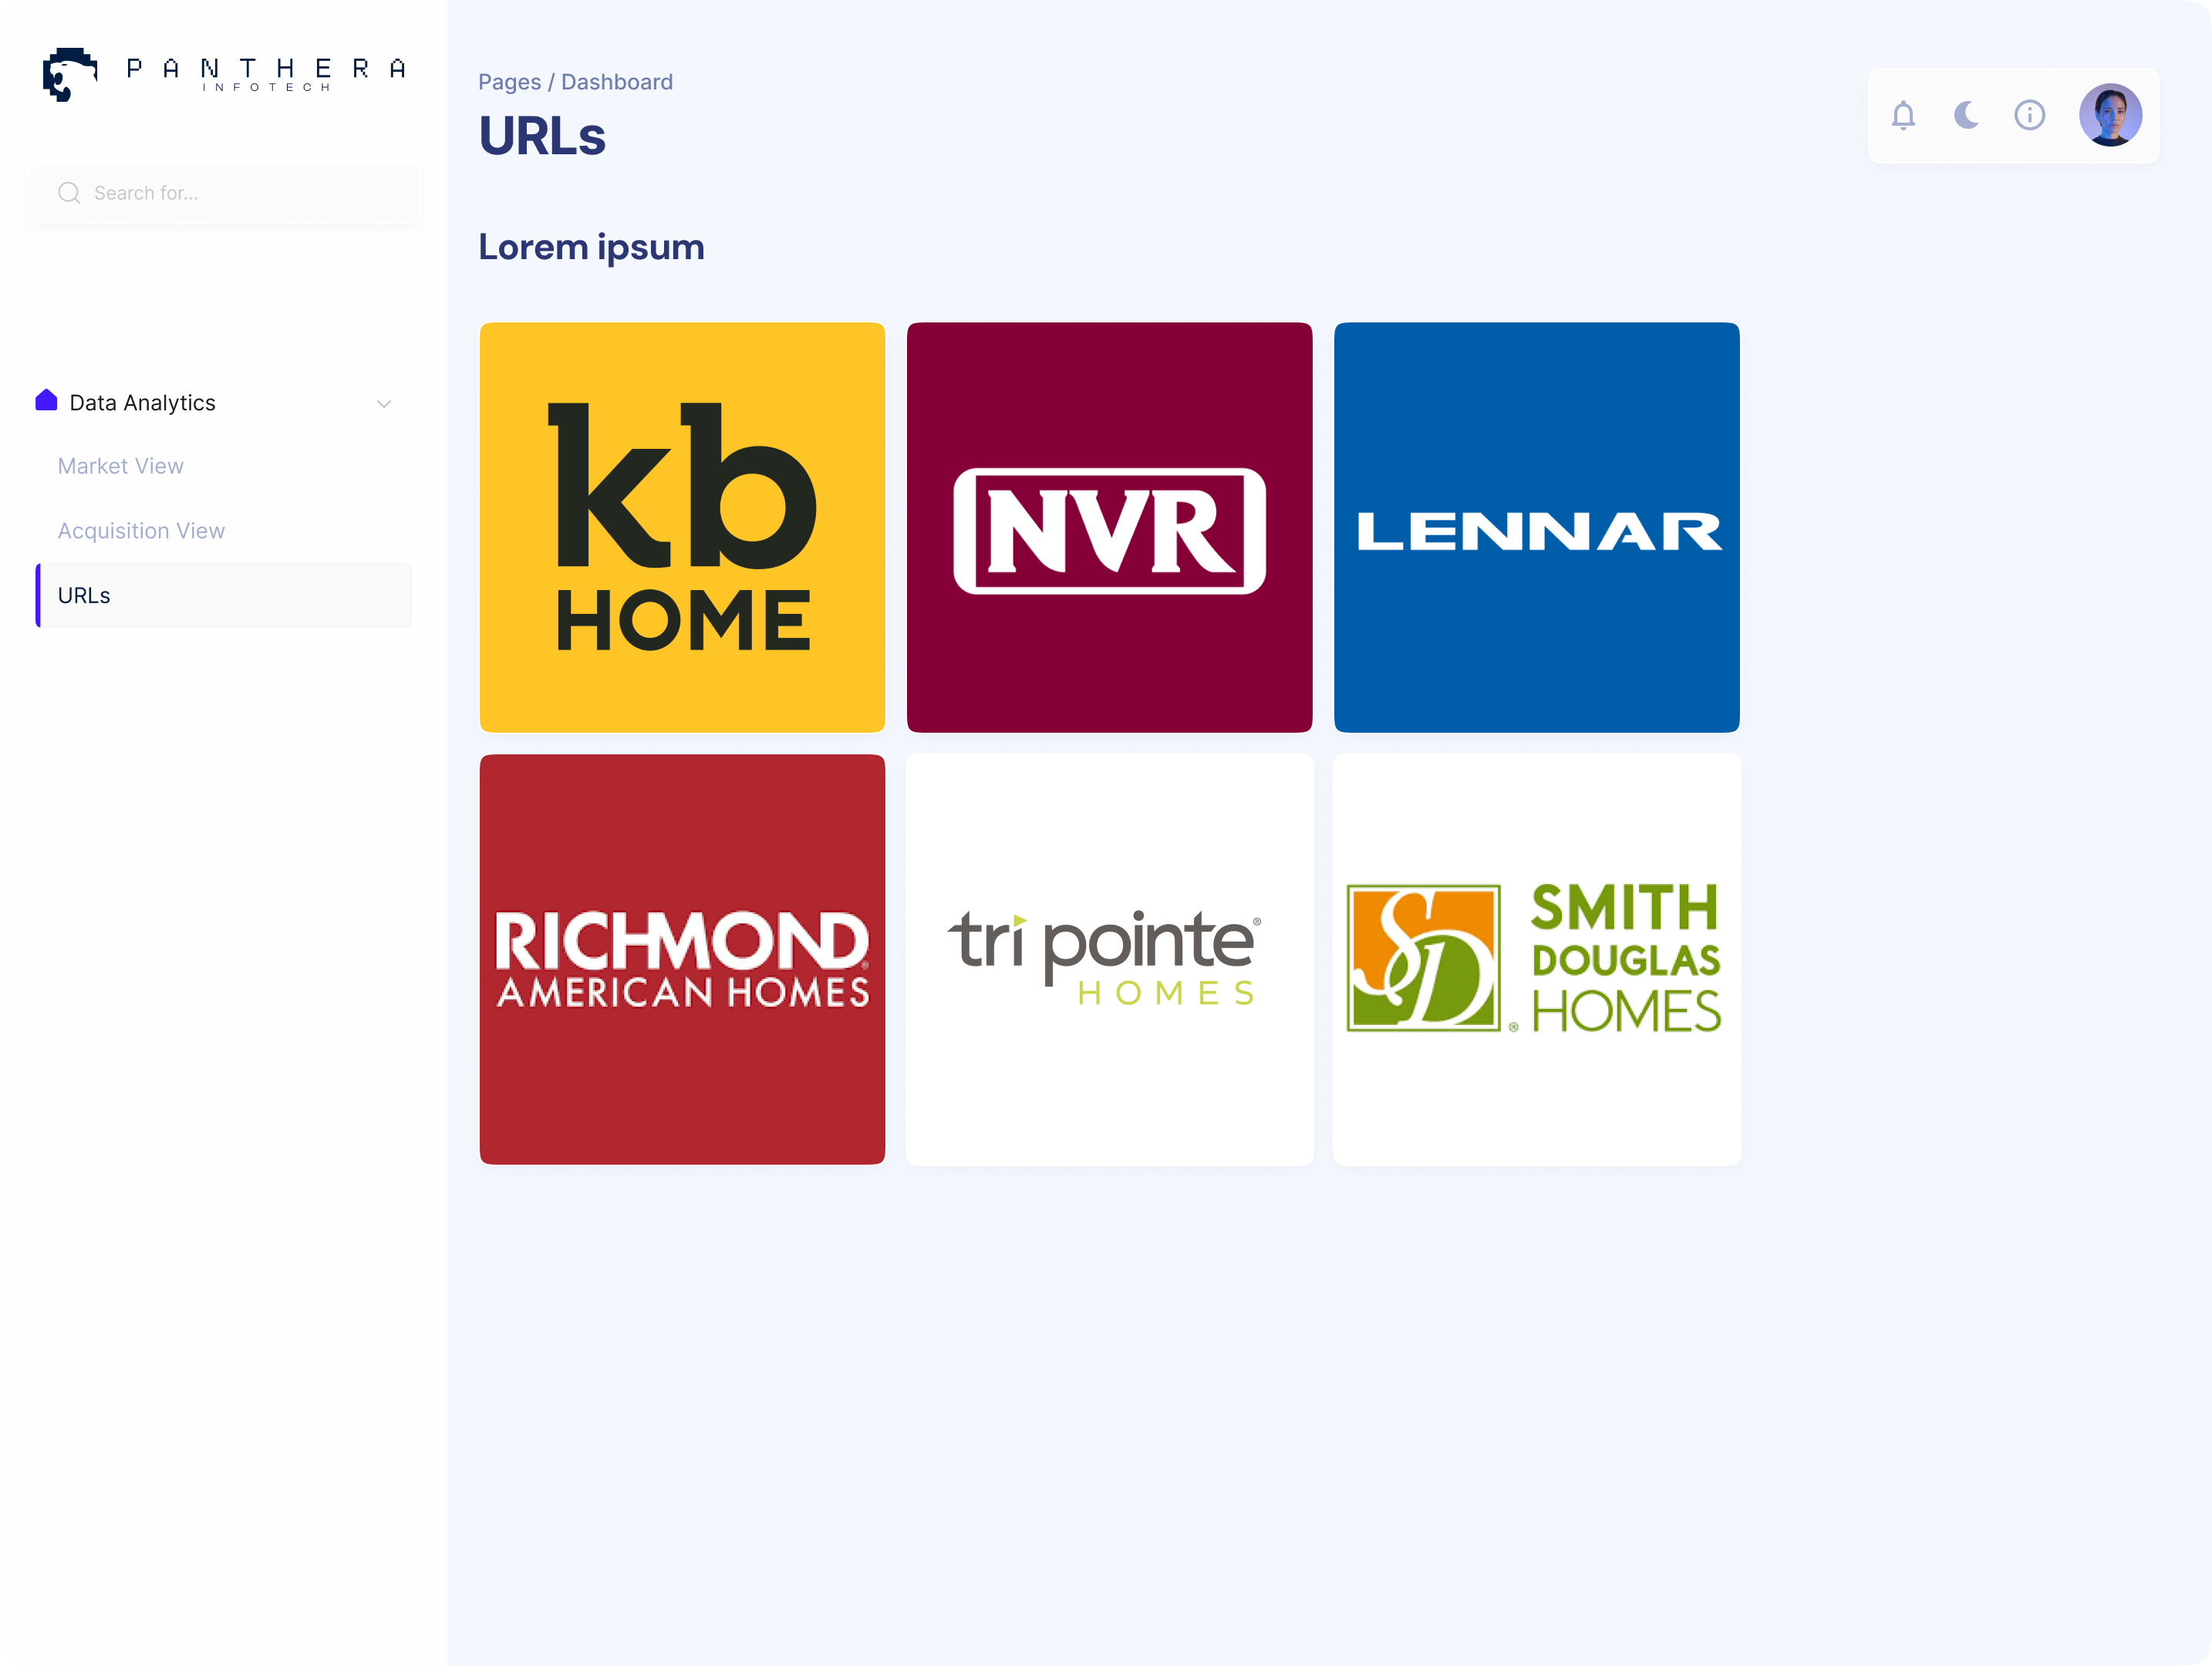 PANTHERA
INFOTECH
Search for...
Data Analytics
Market View
Acquisition View
URLs
Pages / Dashboard
URLs
Lorem ipsum
kb
HOME
NVR
LENNAR
RICHMOND
AMERICAN HOMES
tri pointe®
HOMES
SD®
SMITH
DOUGLAS
HOMES